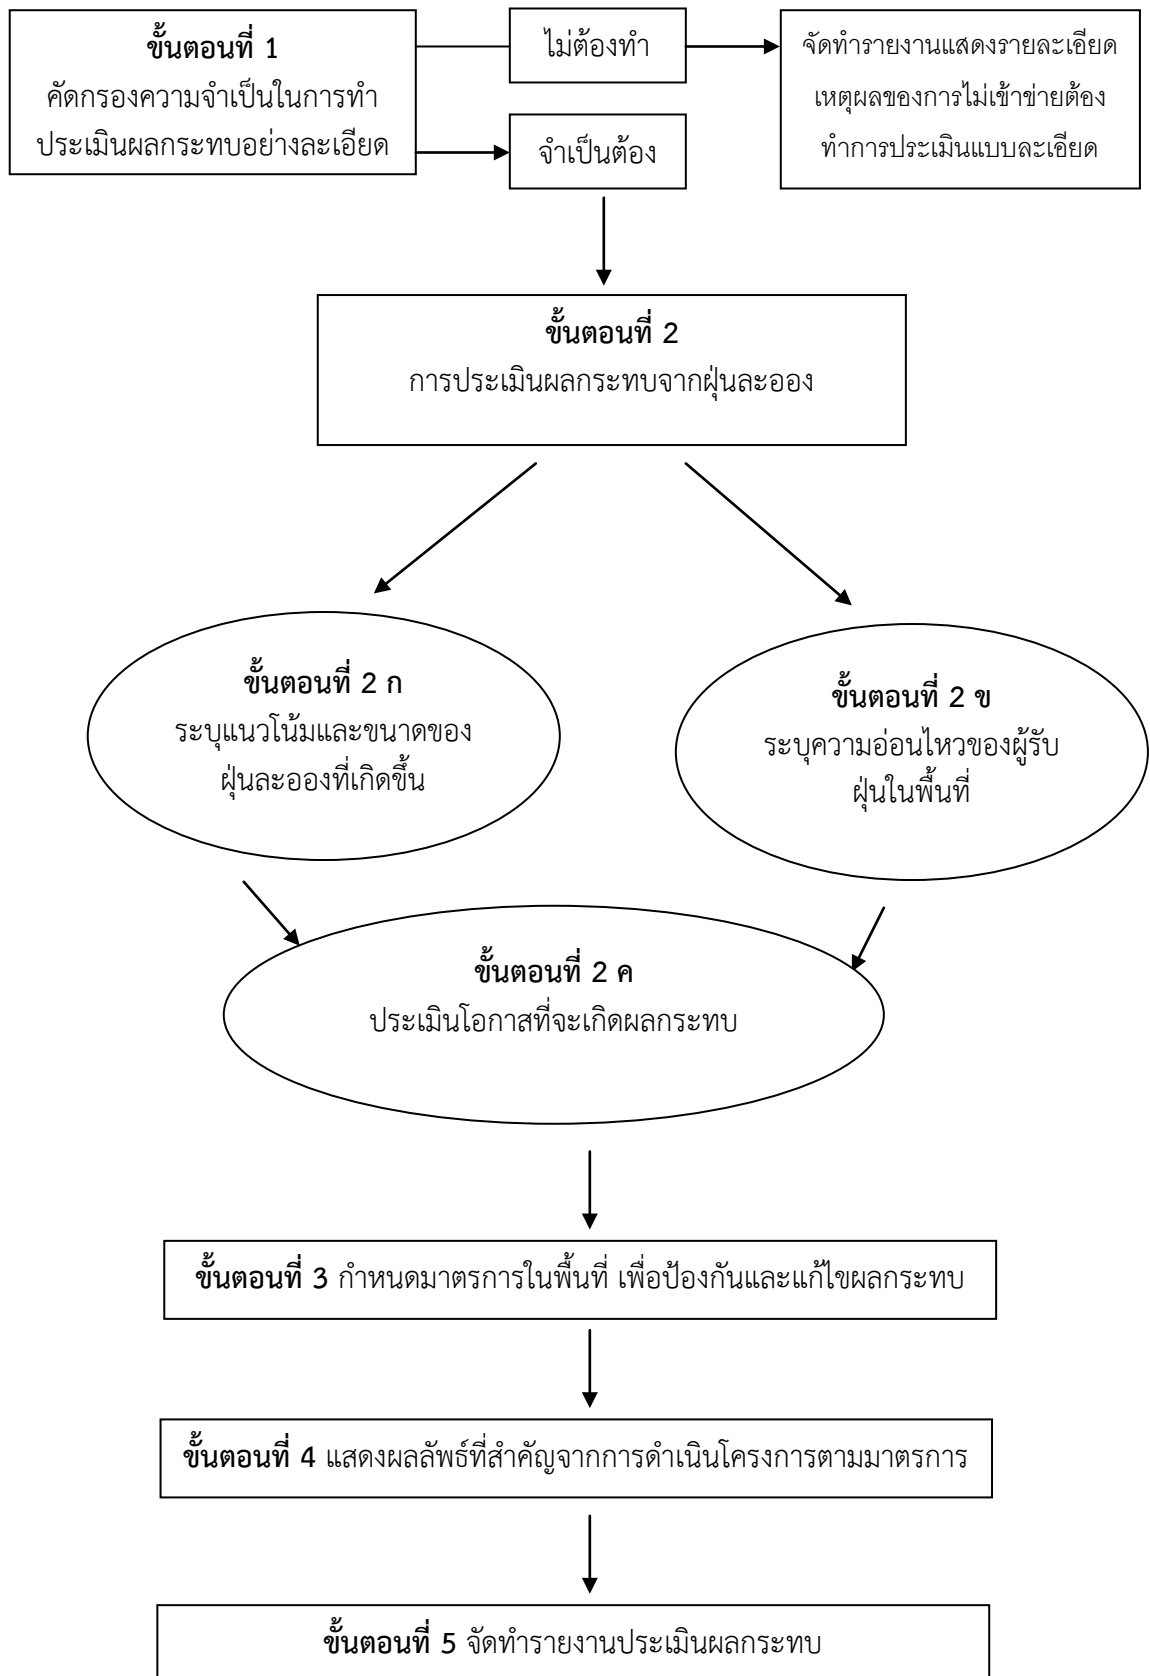 ขั้นตอนที่ 1
คัดกรองความจำเป็นในการทำ
ประเมินผลกระทบอย่างละเอียด
ไม่ต้องทำ
จำเป็นต้อง
จัดทำรายงานแสดงรายละเอียด
เหตุผลของการไม่เข้าข่ายต้อง
ทำการประเมินแบบละเอียด
ขั้นตอนที่ 2
การประเมินผลกระทบจากฝุ่นละออง
ขั้นตอนที่ 2 ก
ระบุแนวโน้มและขนาดของ
ฝุ่นละอองที่เกิดขึ้น
ขั้นตอนที่ 2 ข
ระบุความอ่อนไหวของผู้รับ
ฝุ่นในพื้นที่
ขั้นตอนที่ 2 ค
ประเมินโอกาสที่จะเกิดผลกระทบ
ขั้นตอนที่ 3 กำหนดมาตรการในพื้นที่ เพื่อป้องกันและแก้ไขผลกระทบ
ขั้นตอนที่ 4 แสดงผลลัพธ์ที่สำคัญจากการดำเนินโครงการตามมาตรการ
ขั้นตอนที่ 5 จัดทำรายงานประเมินผลกระทบ